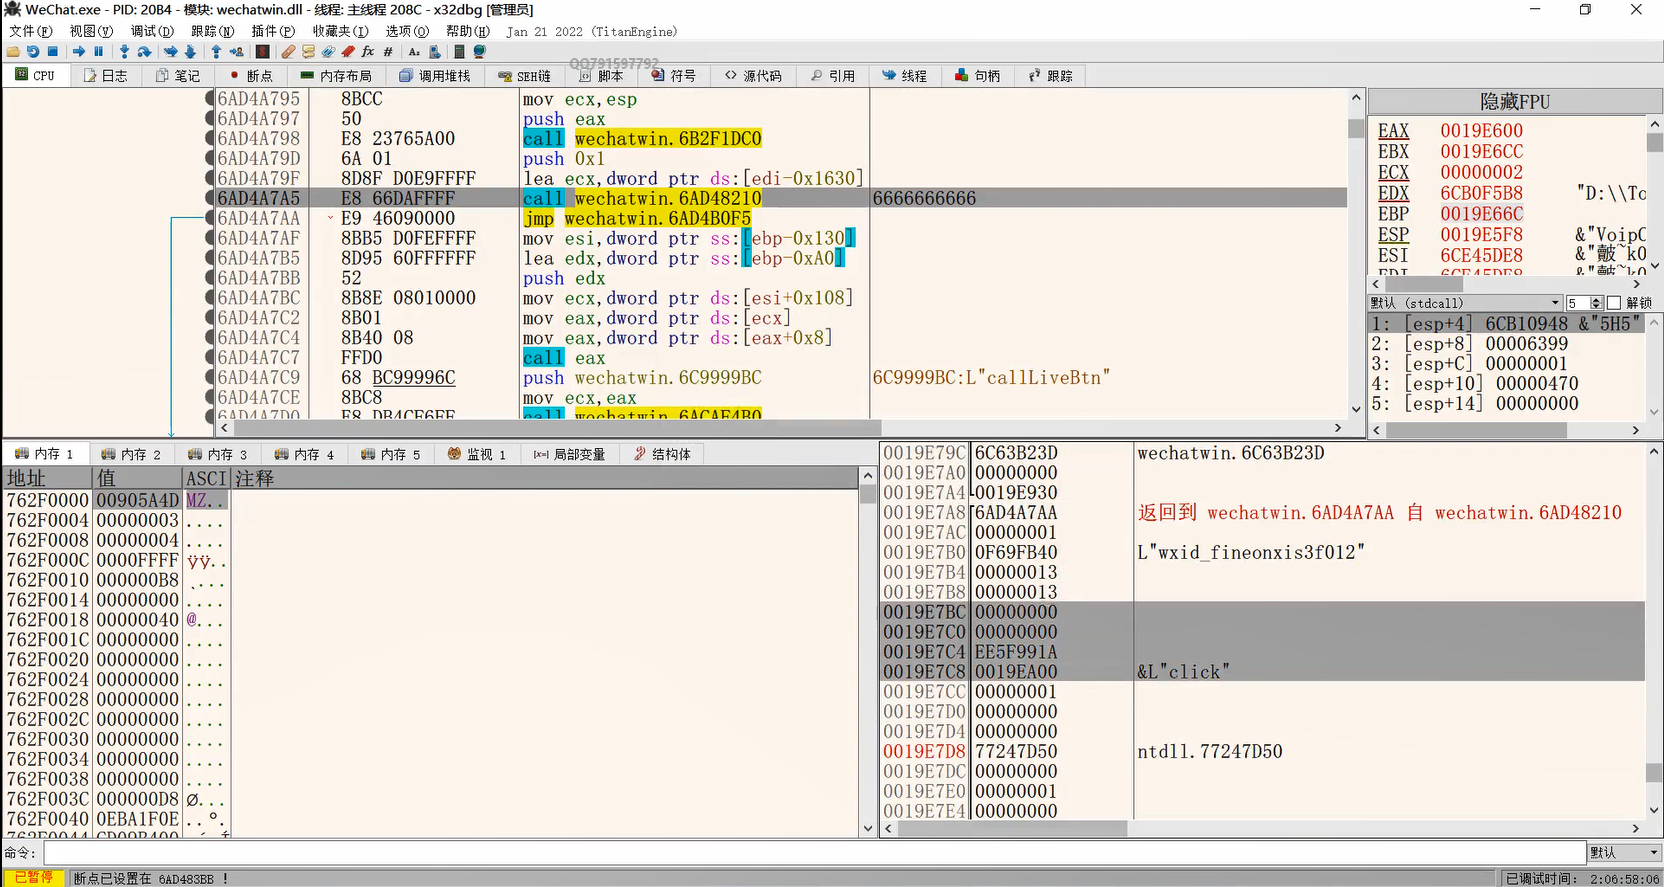 WeChat.exe - PID: 20B4 - 模块: wechatwin.dll - 线程: 主线程 208C - x32dbg [管理员]
文件(F) 视图(V) 调试(D) 跟踪(N) 插件(P) 收藏夹(I) 选项(O) 帮助(H) Jan 21 2022 (TitanEngine)
QQ791597792
CPU 日志 笔记 断点 内存布局 调用堆栈 SEH链 脚本 符号 源代码 引用 线程 句柄 跟踪
6AD4A795 8BCC mov ecx,esp
6AD4A797 50 push eax
6AD4A798 E8 23765A00 call wechatwin.6B2F1DC0
6AD4A79D 6A 01 push 0x1
6AD4A79F 8D8F D0E9FFFF lea ecx,dword ptr ds:[edi-0x1630]
6AD4A7A5 E8 66DAFFFF call wechatwin.6AD48210 6666666666
6AD4A7AA E9 46090000 jmp wechatwin.6AD4B0F5
6AD4A7AF 8BB5 D0FEFFFF mov esi,dword ptr ss:[ebp-0x130]
6AD4A7B5 8D95 60FFFFFF lea edx,dword ptr ss:[ebp-0xA0]
6AD4A7BB 52 push edx
6AD4A7BC 8B8E 08010000 mov ecx,dword ptr ds:[esi+0x108]
6AD4A7C2 8B01 mov eax,dword ptr ds:[ecx]
6AD4A7C4 8B40 08 mov eax,dword ptr ds:[eax+0x8]
6AD4A7C7 FFD0 call eax
6AD4A7C9 68 BC99996C push wechatwin.6C9999BC 6C9999BC:L"callLiveBtn"
6AD4A7CE 8BC8 mov ecx,eax
6AD4A7D0 E8 DB4CF6FF call wechatwin.6ACAF4B0
隐藏FPU
EAX 0019E600
EBX 0019E6CC
ECX 00000002
EDX 6CB0F5B8 "D:\\To
EBP 0019E66C
ESP 0019E5F8 &"VoipC
ESI 6CE45DE8
EDI 6CE45DE8
默认 (stdcall) 5 解锁
1: [esp+4] 6CB10948 &"5H5"
2: [esp+8] 00006399
3: [esp+C] 00000001
4: [esp+10] 00000470
5: [esp+14] 00000000
内存 1 内存 2 内存 3 内存 4 内存 5 监视 1 局部变量 结构体
地址 值 ASCI 注释
762F0000 00905A4D MZ..
762F0004 00000003 ....
762F0008 00000004 ....
762F000C 0000FFFF ÿÿ..
762F0010 000000B8 ¸...
762F0014 00000000 ....
762F0018 00000040 @...
762F001C 00000000 ....
762F0020 00000000 ....
762F0024 00000000 ....
762F0028 00000000 ....
762F002C 00000000 ....
762F0030 00000000 ....
762F0034 00000000 ....
762F0038 00000000 ....
762F003C 000000D8 Ø...
762F0040 0EBA1F0E ..º.
762F0044 CD09B400
0019E79C 6C63B23D wechatwin.6C63B23D
0019E7A0 00000000
0019E7A4 0019E930
0019E7A8 6AD4A7AA 返回到 wechatwin.6AD4A7AA 自 wechatwin.6AD48210
0019E7AC 00000001
0019E7B0 0F69FB40 L"wxid_fineonxis3f012"
0019E7B4 00000013
0019E7B8 00000013
0019E7BC 00000000
0019E7C0 00000000
0019E7C4 EE5F991A
0019E7C8 0019EA00 &L"click"
0019E7CC 00000001
0019E7D0 00000000
0019E7D4 00000000
0019E7D8 77247D50 ntdll.77247D50
0019E7DC 00000000
0019E7E0 00000001
0019E7E4 00000000
命令: 默认
已暂停 断点已设置在 6AD483BB ! 已调试时间: 2:06:58:06